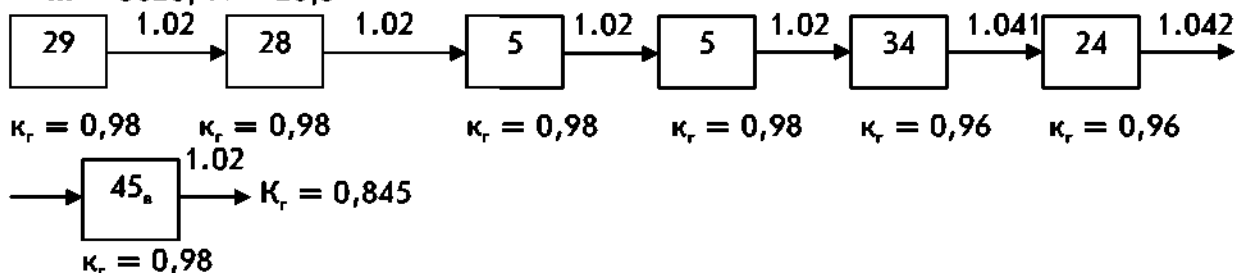 29 1.02 28 1.02 5 1.02 5 1.02 34 1.041 24 1.042
кг = 0,98 кг = 0,98 кг = 0,98 кг = 0,98 кг = 0,96 кг = 0,96
45в 1.02 Кг = 0,845
кг = 0,98